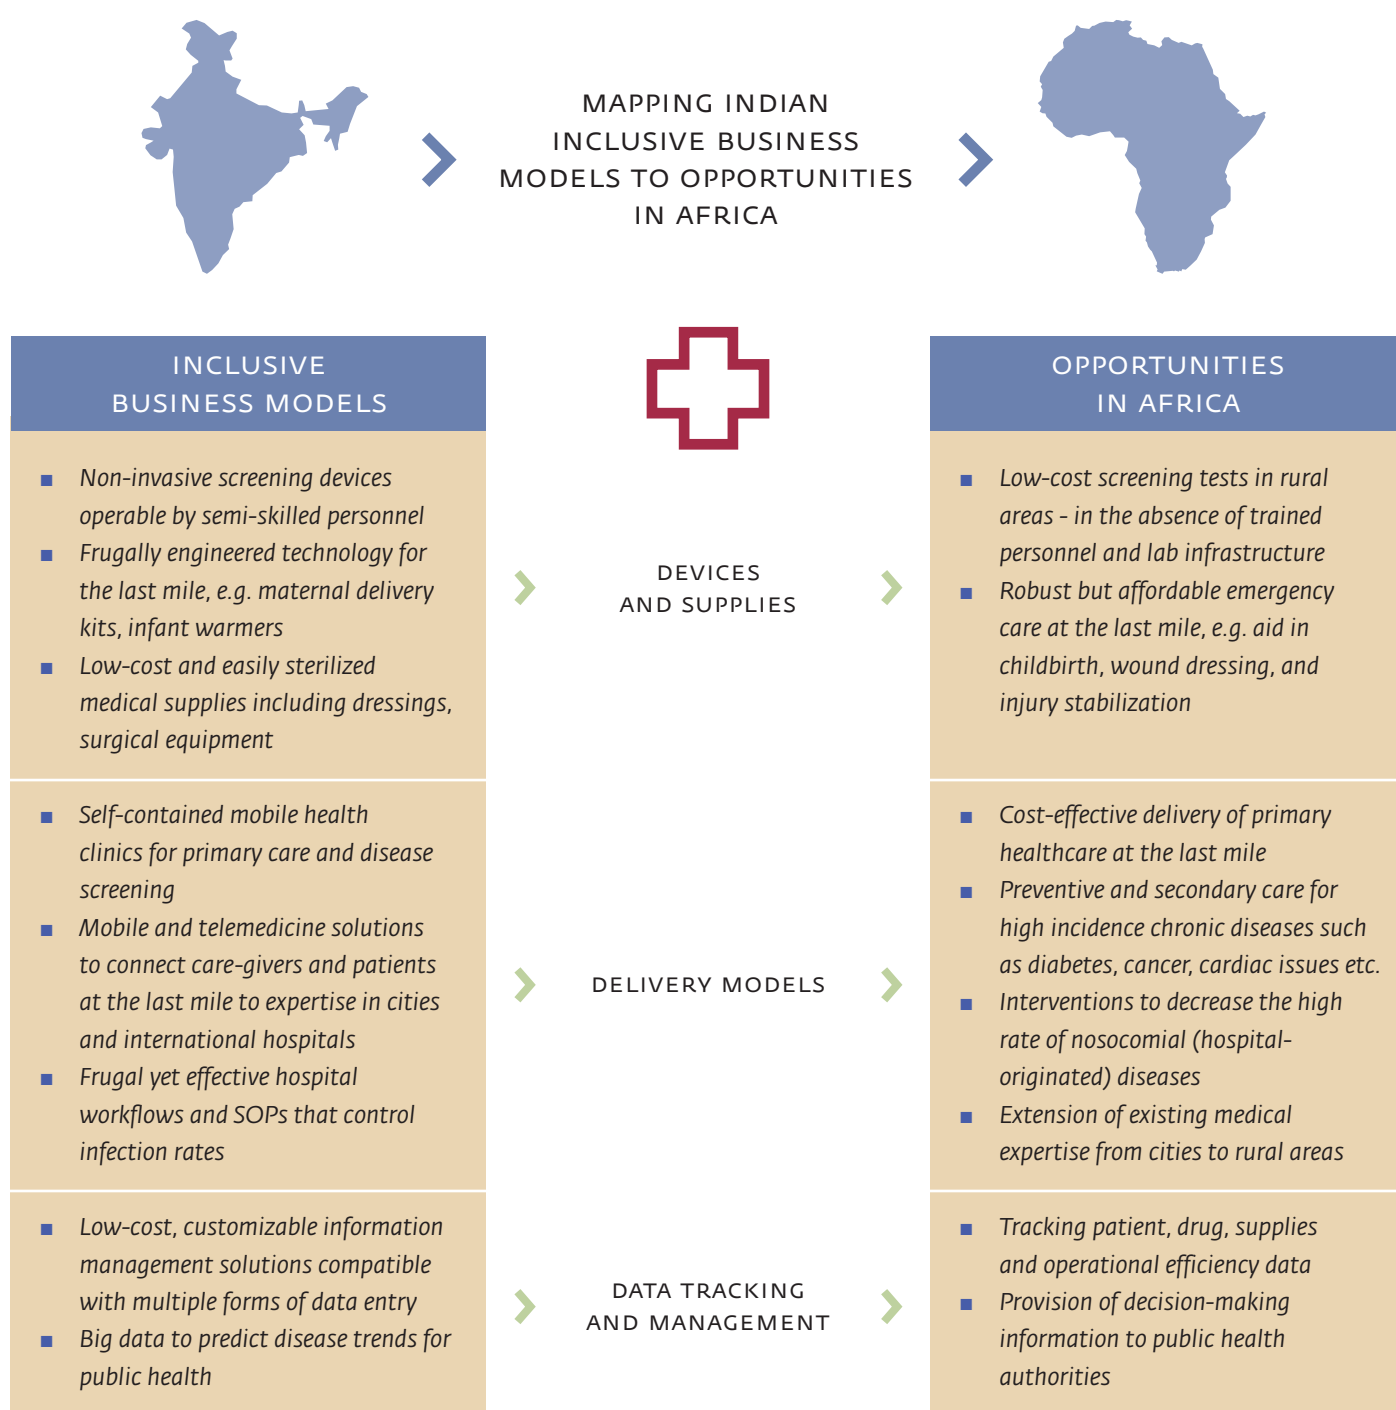 MAPPING INDIAN
INCLUSIVE BUSINESS
MODELS TO OPPORTUNITIES
IN AFRICA
INCLUSIVE
BUSINESS MODELS
OPPORTUNITIES
IN AFRICA
■ Non-invasive screening devices
operable by semi-skilled personnel
■ Frugally engineered technology for
the last mile, e.g. maternal delivery
kits, infant warmers
■ Low-cost and easily sterilized
medical supplies including dressings,
surgical equipment
DEVICES
AND SUPPLIES
■ Low-cost screening tests in rural
areas - in the absence of trained
personnel and lab infrastructure
■ Robust but affordable emergency
care at the last mile, e.g. aid in
childbirth, wound dressing, and
injury stabilization
■ Self-contained mobile health
clinics for primary care and disease
screening
■ Mobile and telemedicine solutions
to connect care-givers and patients
at the last mile to expertise in cities
and international hospitals
■ Frugal yet effective hospital
workflows and SOPs that control
infection rates
DELIVERY MODELS
■ Cost-effective delivery of primary
healthcare at the last mile
■ Preventive and secondary care for
high incidence chronic diseases such
as diabetes, cancer, cardiac issues etc.
■ Interventions to decrease the high
rate of nosocomial (hospital-
originated) diseases
■ Extension of existing medical
expertise from cities to rural areas
■ Low-cost, customizable information
management solutions compatible
with multiple forms of data entry
■ Big data to predict disease trends for
public health
DATA TRACKING
AND MANAGEMENT
■ Tracking patient, drug, supplies
and operational efficiency data
■ Provision of decision-making
information to public health
authorities